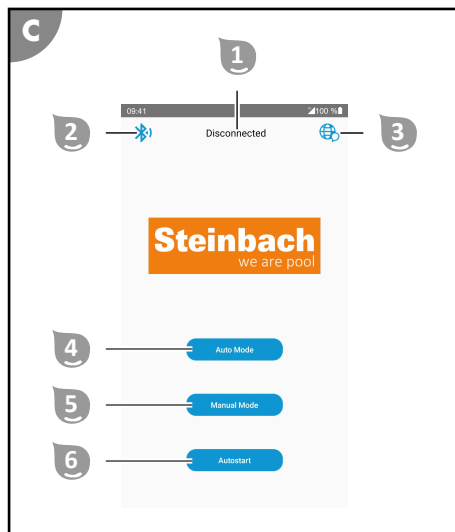 C
1
2
3
09:41
100 %
Disconnected
Steinbach
we are pool
4
Auto Mode
5
Manual Mode
6
Autostart